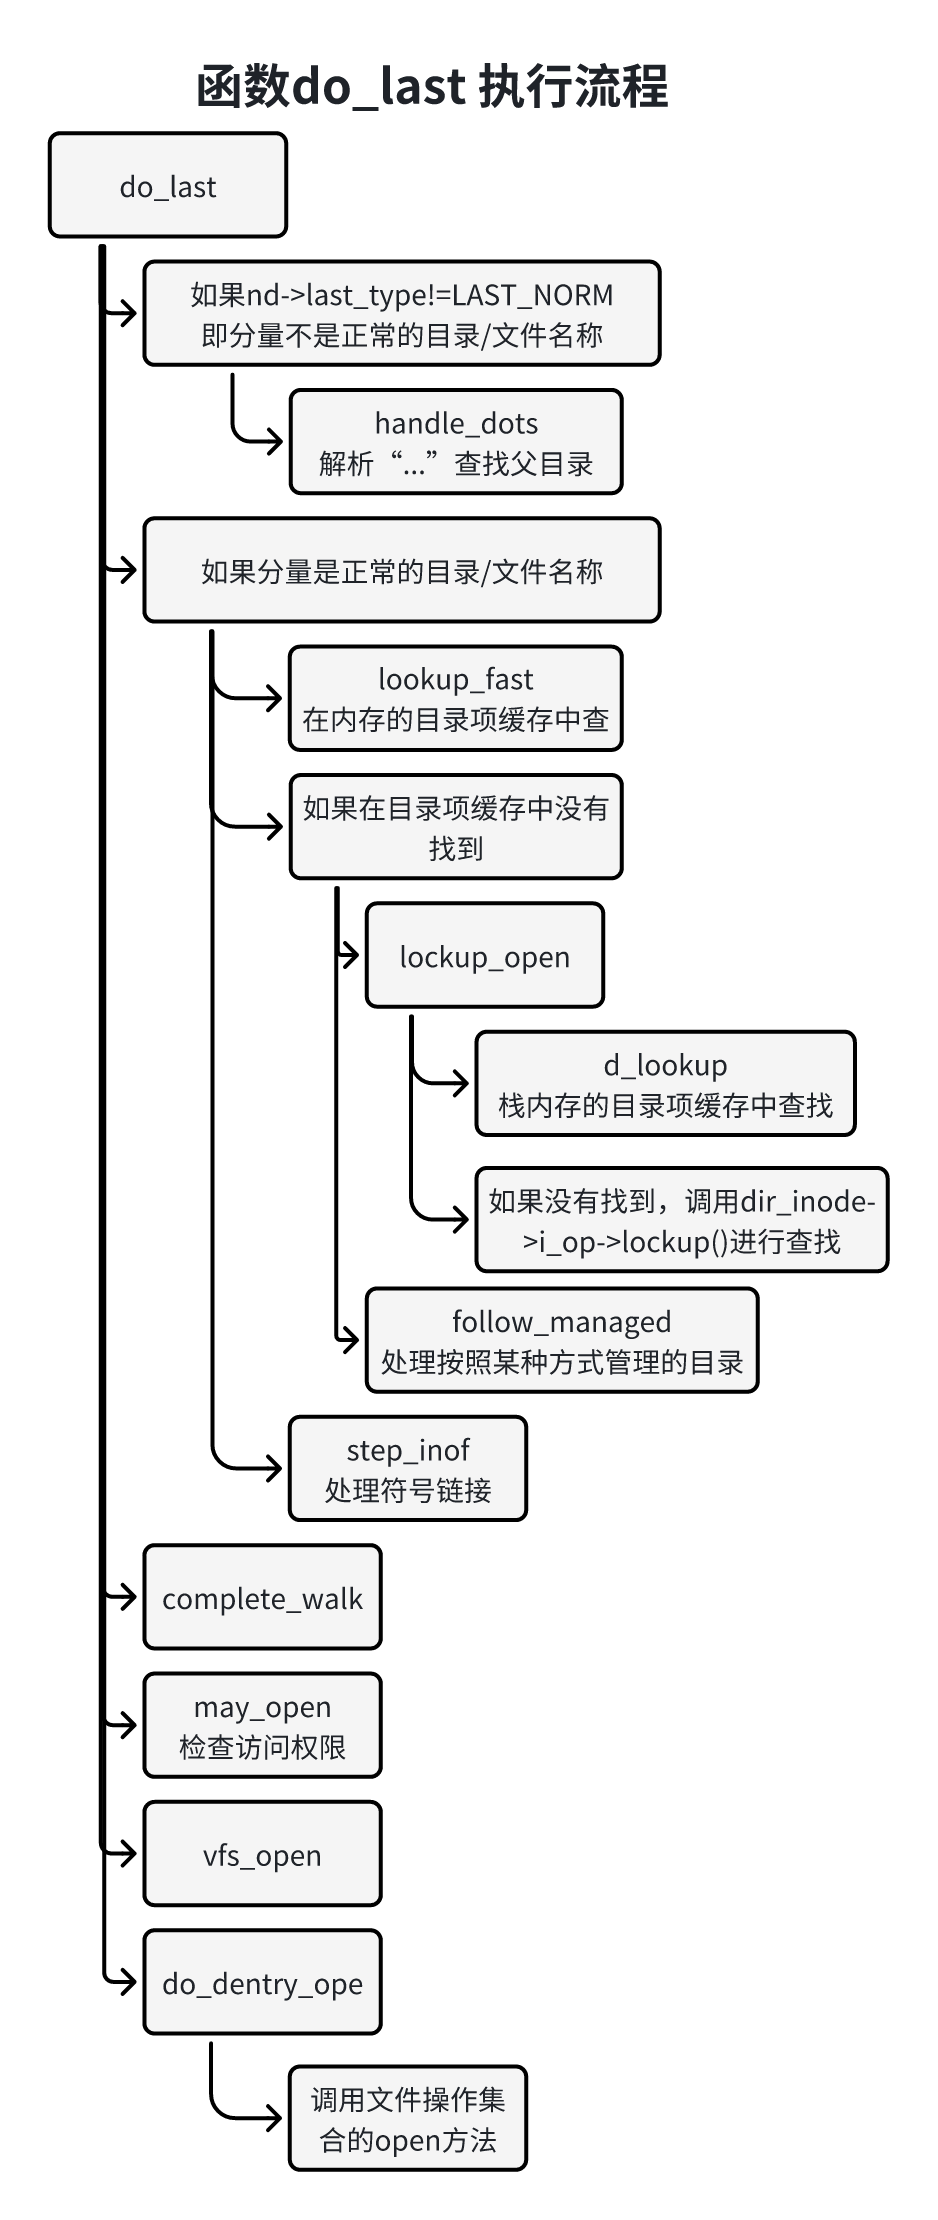 函数do_last 执行流程
do_last
如果nd->last_type!=LAST_NORM
即分量不是正常的目录/文件名称
handle_dots
解析“...”查找父目录
如果分量是正常的目录/文件名称
lookup_fast
在内存的目录项缓存中查
如果在目录项缓存中没有
找到
lockup_open
d_lookup
栈内存的目录项缓存中查找
如果没有找到，调用dir_inode-
>i_op->lockup()进行查找
follow_managed
处理按照某种方式管理的目录
step_inof
处理符号链接
complete_walk
may_open
检查访问权限
vfs_open
do_dentry_ope
调用文件操作集
合的open方法